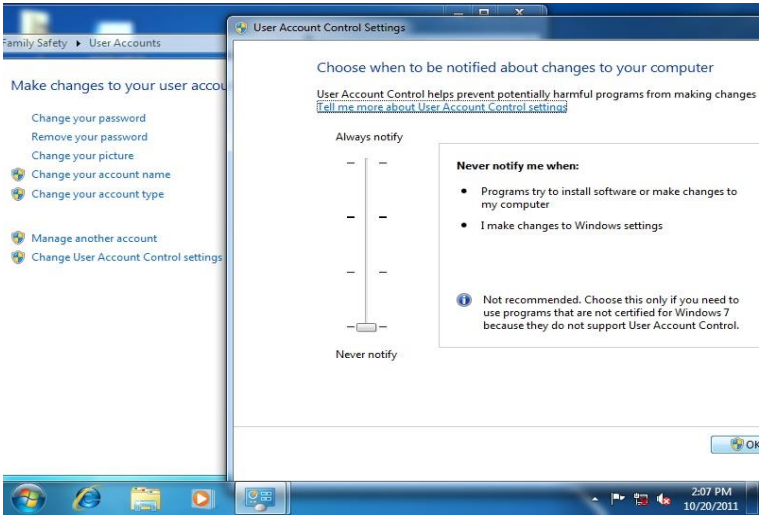 User Account Control Settings
Family Safety ▸ User Accounts
Make changes to your user accou
Change your password
Remove your password
Change your picture
Change your account name
Change your account type
Manage another account
Change User Account Control settings
Choose when to be notified about changes to your computer
User Account Control helps prevent potentially harmful programs from making changes
Tell me more about User Account Control settings
Always notify
Never notify me when:
• Programs try to install software or make changes to
my computer
• I make changes to Windows settings
Not recommended. Choose this only if you need to
use programs that are not certified for Windows 7
because they do not support User Account Control.
Never notify
OK
2:07 PM
10/20/2011